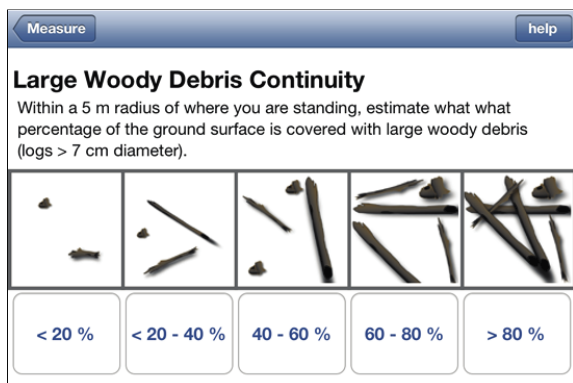 Measure
help
Large Woody Debris Continuity
Within a 5 m radius of where you are standing, estimate what what
percentage of the ground surface is covered with large woody debris
(logs > 7 cm diameter).
< 20 %
< 20 - 40 %
40 - 60 %
60 - 80 %
> 80 %